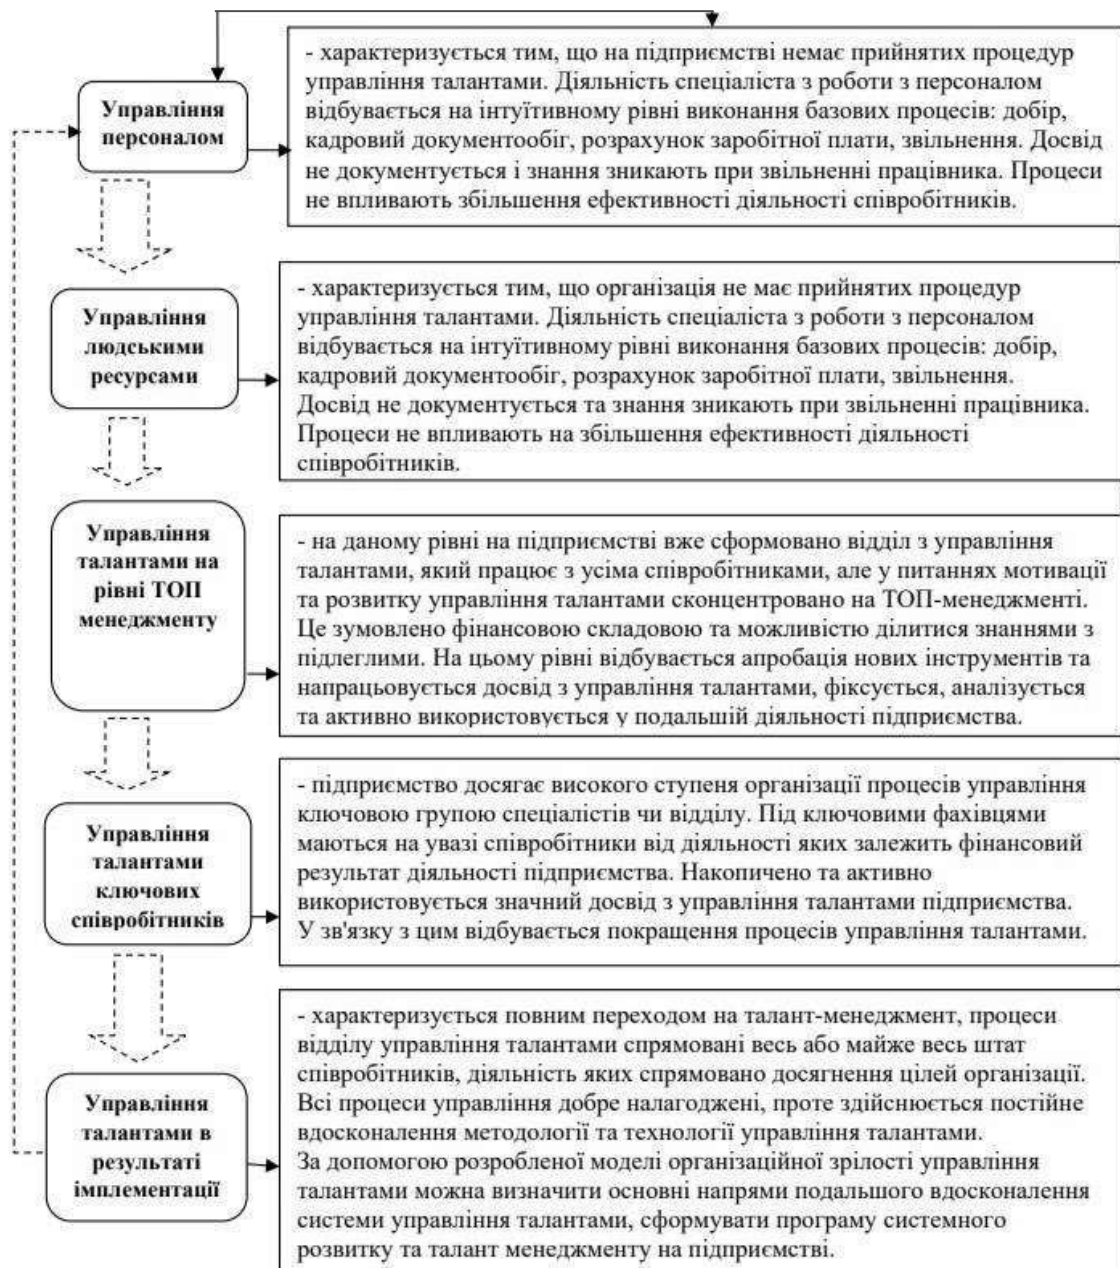 Управління
персоналом
- характеризується тим, що на підприємстві немає прийнятих процедур
управління талантами. Діяльність спеціаліста з роботи з персоналом
відбувається на інтуїтивному рівні виконання базових процесів: добір,
кадровий документообіг, розрахунок заробітної плати, звільнення. Досвід
не документується і знання зникають при звільненні працівника. Процеси
не впливають збільшення ефективності діяльності співробітників.
Управління
людськими
ресурсами
- характеризується тим, що організація не має прийнятих процедур
управління талантами. Діяльність спеціаліста з роботи з персоналом
відбувається на інтуїтивному рівні виконання базових процесів: добір,
кадровий документообіг, розрахунок заробітної плати, звільнення.
Досвід не документується та знання зникають при звільненні працівника.
Процеси не впливають на збільшення ефективності діяльності
співробітників.
Управління
талантами на
рівні ТОП
менеджменту
- на даному рівні на підприємстві вже сформовано відділ з управління
талантами, який працює з усіма співробітниками, але у питаннях мотивації
та розвитку управління талантами сконцентровано на ТОП-менеджменті.
Це зумовлено фінансовою складовою та можливістю ділитися знаннями з
підлеглими. На цьому рівні відбувається апробація нових інструментів та
напрацьовується досвід з управління талантами, фіксується, аналізується
та активно використовується у подальшій діяльності підприємства.
Управління
талантами
ключових
співробітників
- підприємство досягає високого ступеня організації процесів управління
ключовою групою спеціалістів чи відділу. Під ключовими фахівцями
маються на увазі співробітники від діяльності яких залежить фінансовий
результат діяльності підприємства. Накопичено та активно
використовується значний досвід з управління талантами підприємства.
У зв'язку з цим відбувається покращення процесів управління талантами.
Управління
талантами в
результаті
імплементації
- характеризується повним переходом на талант-менеджмент, процеси
відділу управління талантами спрямовані весь або майже весь штат
співробітників, діяльність яких спрямовано досягнення цілей організації.
Всі процеси управління добре налагоджені, проте здійснюється постійне
вдосконалення методології та технології управління талантами.
За допомогою розробленої моделі організаційної зрілості управління
талантами можна визначити основні напрями подальшого вдосконалення
системи управління талантами, сформувати програму системного
розвитку та талант менеджменту на підприємстві.